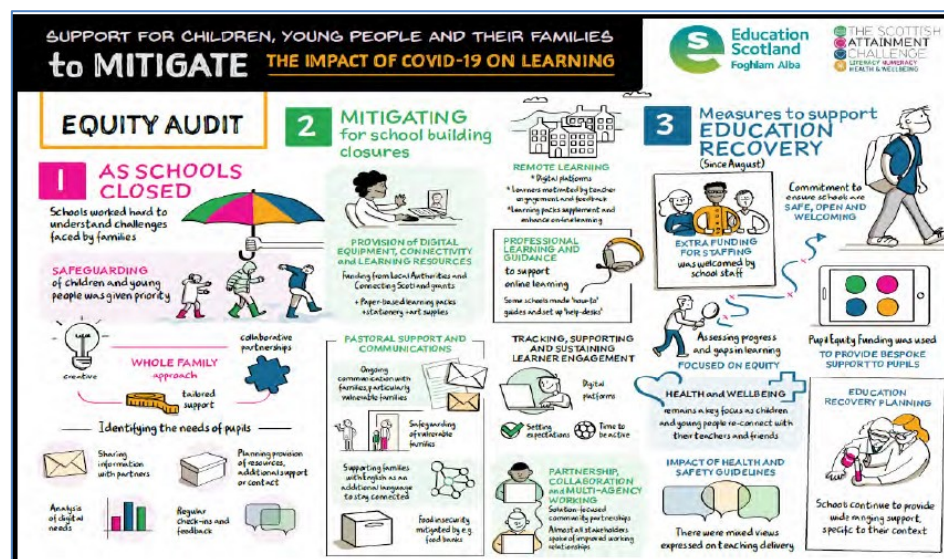 SUPPORT FOR CHILDREN, YOUNG PEOPLE AND THEIR FAMILIES
to MITIGATE THE IMPACT OF COVID-19 ON LEARNING
Education
Scotland
Foghlam Alba
THE SCOTTISH
ATTAINMENT
CHALLENGE
LITERACY NUMERACY
HEALTH & WELLBEING
EQUITY AUDIT
1 AS SCHOOLS
CLOSED
Schools worked hard to
understand challenges
faced by families
SAFEGUARDING
of children and young
people was given priority
creative
WHOLE FAMILY
approach
collaborative
partnerships
tailored
support
Identifying the needs of pupils
Sharing
information
with partners
Planning provision
of resources,
additional support
or contact
Analysis
of digital
needs
Regular
check-ins and
feedback
2 MITIGATING
for school building
closures
PROVISION OF DIGITAL
EQUIPMENT, CONNECTIVITY
AND LEARNING RESOURCES
Funding from Local Authorities and
Connecting Scotland grants
+ Paper-based learning packs
+stationery +art supplies
REMOTE LEARNING
* Digital platforms
* Learners motivated by teacher
engagement and feedback
*Learning packs supplement and
enhance online learning
PROFESSIONAL
LEARNING AND
GUIDANCE
to support
online learning
Some schools made 'how-to'
guides and set up 'help-desks'
PASTORAL SUPPORT AND
COMMUNICATIONS
Ongoing
communication with
families, particularly
vulnerable families
Safeguarding
of vulnerable
families
Supporting families
with English as an
additional language
to stay connected
Food insecurity
mitigated by e.g.
food banks
TRACKING, SUPPORTING
AND SUSTAINING
LEARNER ENGAGEMENT
Digital
platforms
Setting
expectations
Time to
be active
PARTNERSHIP,
COLLABORATION
AND MULTI-AGENCY
WORKING
Solution-focused
community partnerships
Almost all stakeholders
spoke of improved working
relationships
3 Measures to support
EDUCATION
RECOVERY
(Since August)
EXTRA FUNDING
FOR STAFFING
was welcomed by
school staff
Commitment to
ensure schools are
SAFE, OPEN AND
WELCOMING
Assessing progress
and gaps in learning
FOCUSED ON EQUITY
Pupil Equity Funding was used
TO PROVIDE BESPOKE
SUPPORT TO PUPILS
HEALTH and WELLBEING
remains a key focus as children
and young people re-connect with
their teachers and friends
IMPACT OF HEALTH AND
SAFETY GUIDELINES
There were mixed views
expressed on teaching delivery
EDUCATION
RECOVERY PLANNING
Schools continue to provide
wide ranging support,
specific to their context